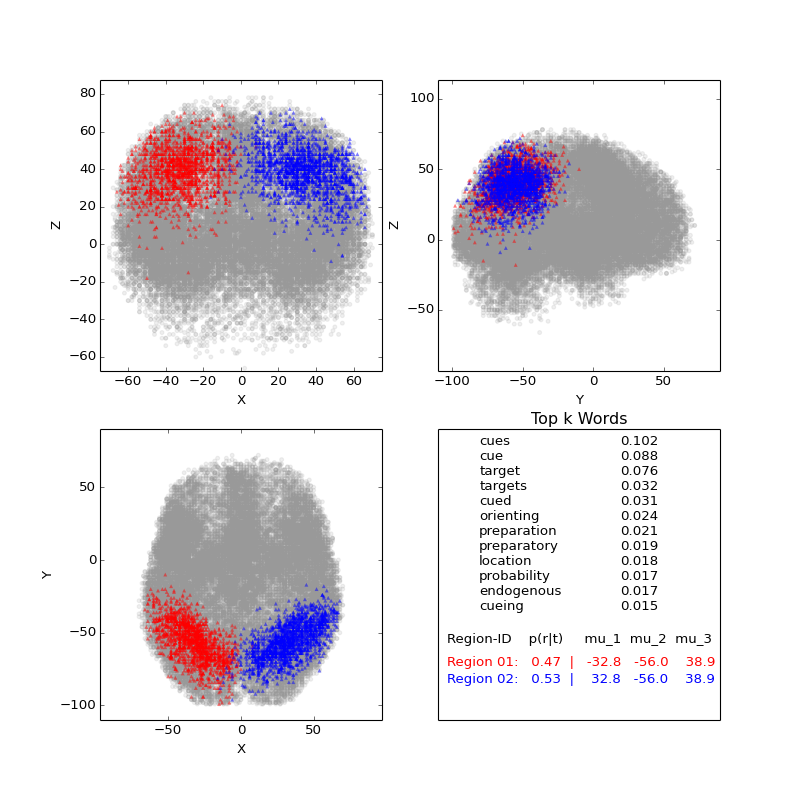 80
60
40
20
0
−20
−40
−60
Z
−60 −40 −20 0 20 40 60
X
100
50
0
−50
Z
−100 −50 0 50
Y
50
0
−50
−100
Y
−50 0 50
X
Top k Words
cues 0.102
cue 0.088
target 0.076
targets 0.032
cued 0.031
orienting 0.024
preparation 0.021
preparatory 0.019
location 0.018
probability 0.017
endogenous 0.017
cueing 0.015
Region-ID p(r|t) mu_1 mu_2 mu_3
Region 01: 0.47 | -32.8 -56.0 38.9
Region 02: 0.53 | 32.8 -56.0 38.9